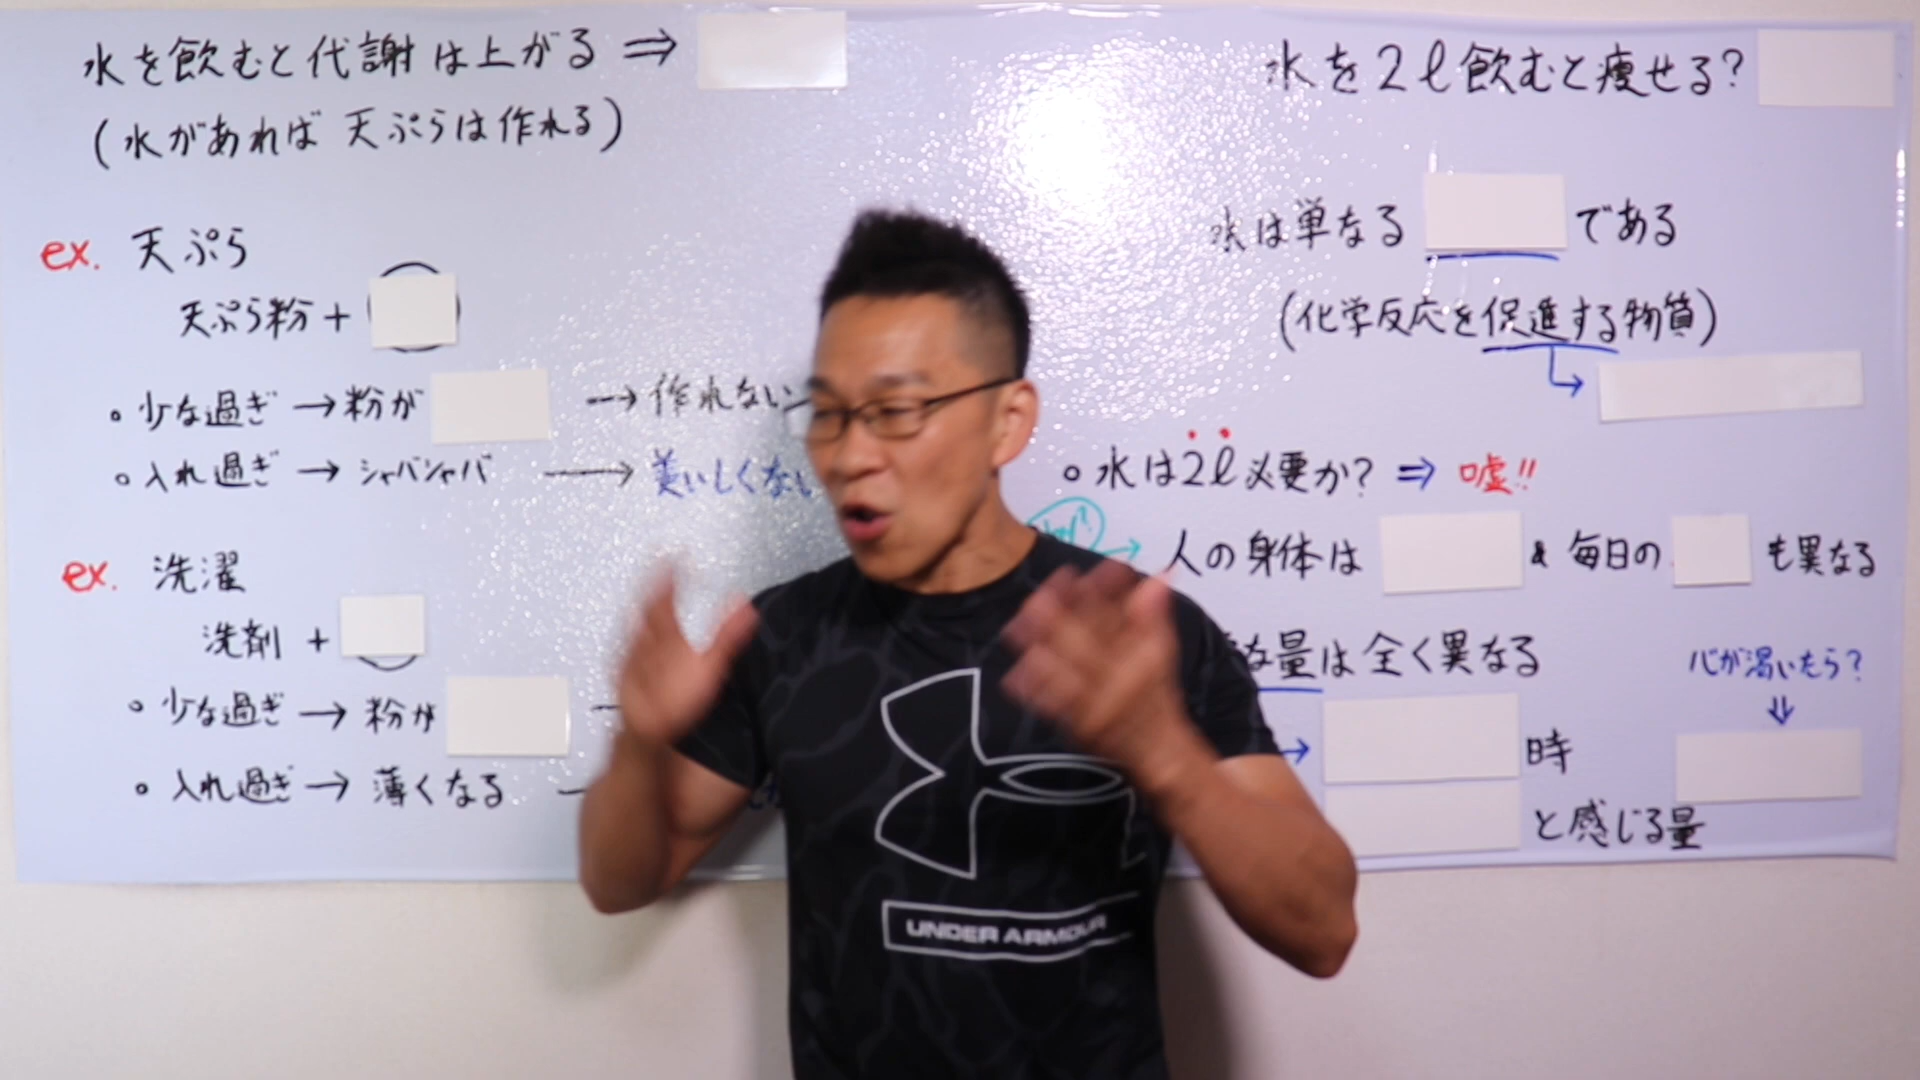 水を飲むと代謝は上がる ⇒
(水があれば 天ぷらは作れる)
ex. 天ぷら
天ぷら粉 +
。少な過ぎ → 粉が → 作れない
。入れ過ぎ → シャバシャバ → 美味しくない
ex. 洗濯
洗剤 +
。少な過ぎ → 粉が
。入れ過ぎ → 薄くなる
水を2ℓ飲むと痩せる?
水は単なる である
(化学反応を促進する物質)
。水は2ℓ必要か? ⇒ 嘘!!
人の身体は & 毎日の も異なる
な量は全く異なる
心が渇いたら?
⇓
→ 時
と感じる量
UNDER ARMOUR